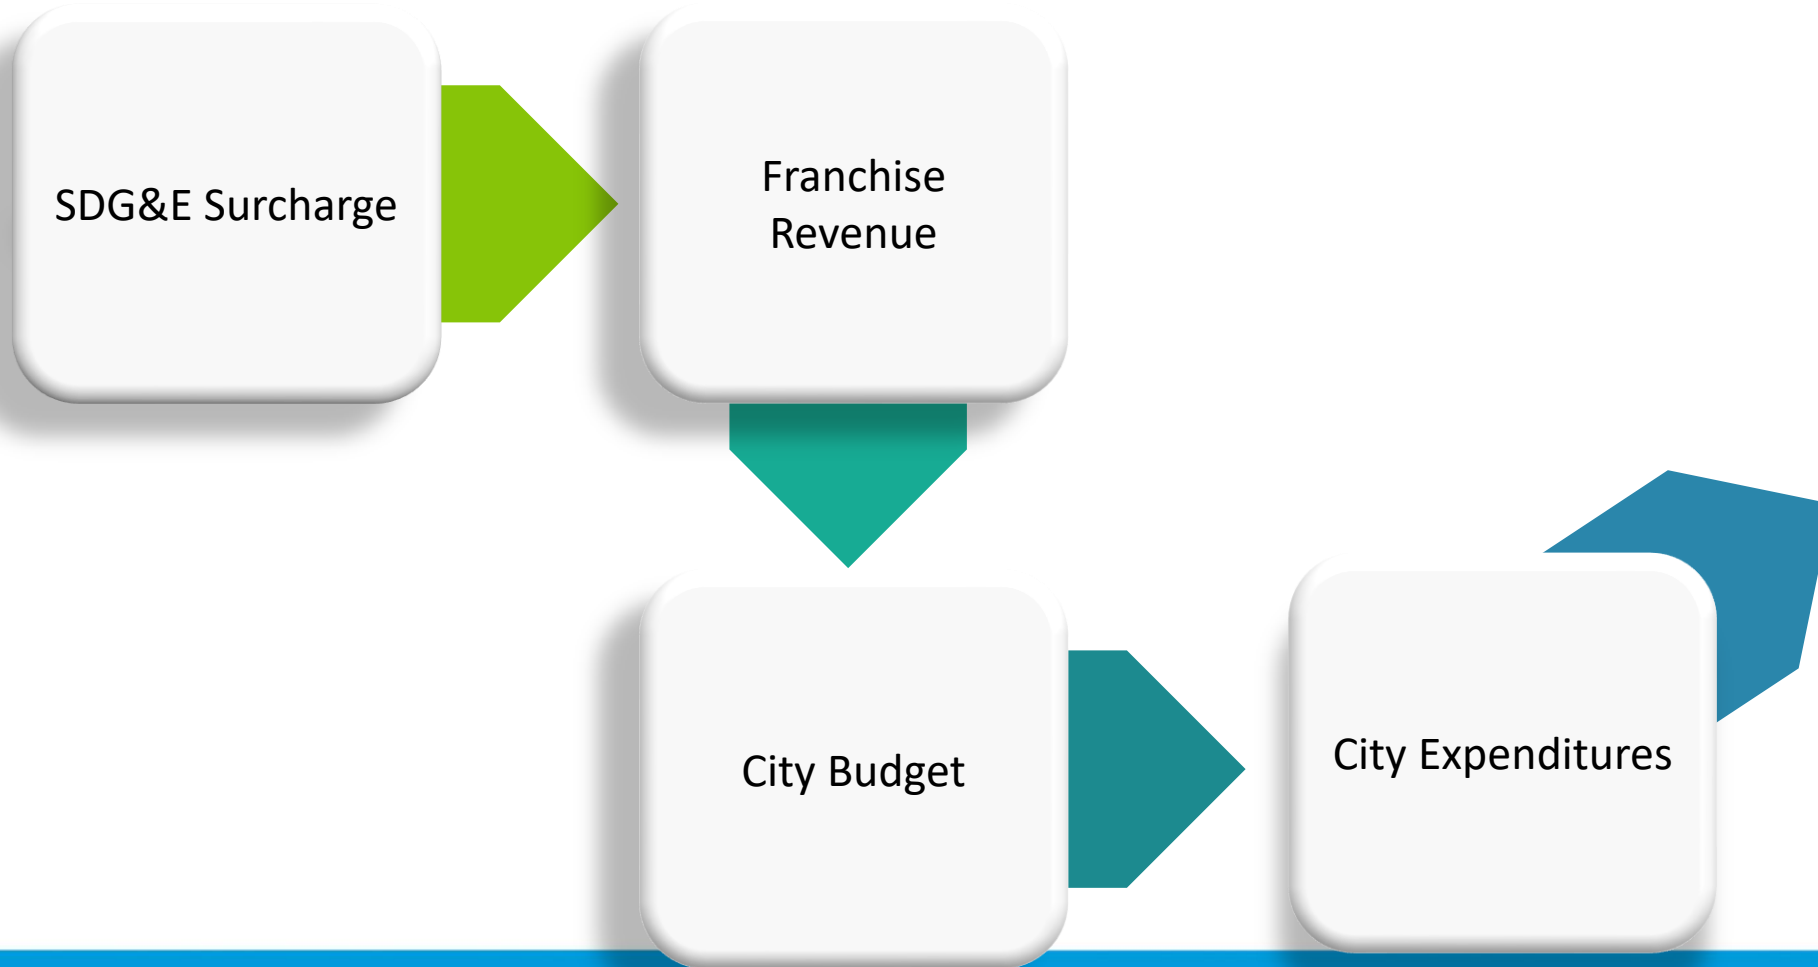 SDG&E Surcharge
Franchise
Revenue
City Budget
City Expenditures